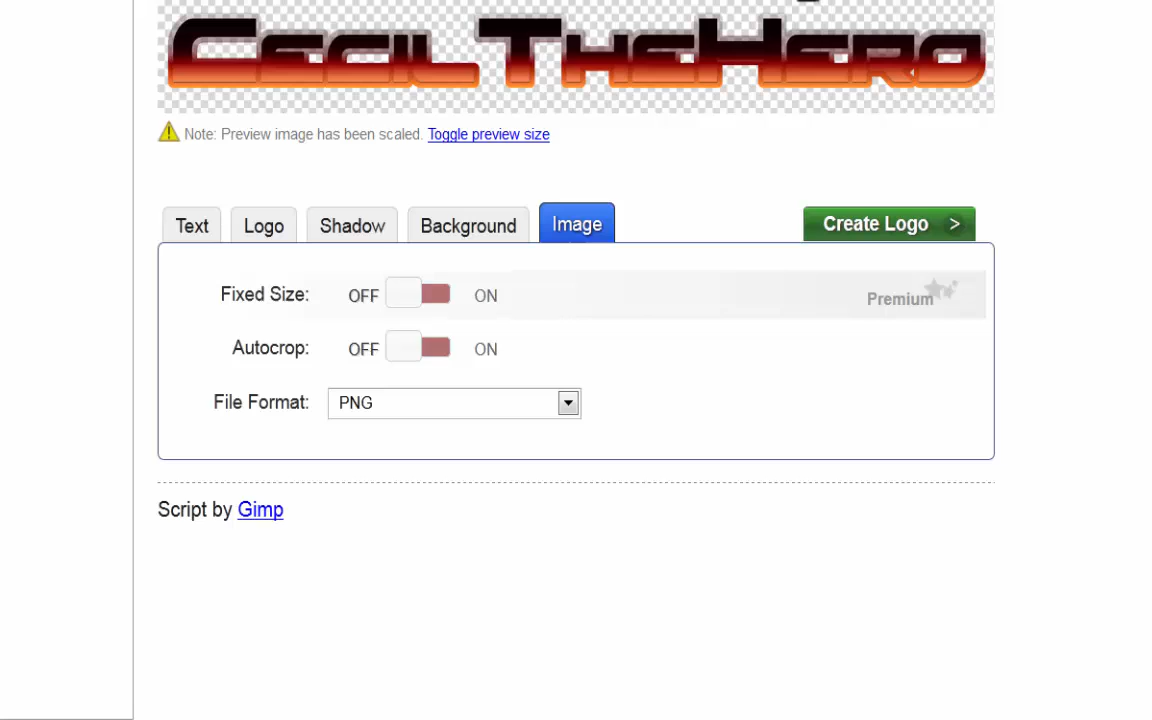 Cecil TheHero
Note: Preview image has been scaled. Toggle preview size
Text Logo Shadow Background Image Create Logo >
Fixed Size: OFF ON Premium
Autocrop: OFF ON
File Format: PNG
Script by Gimp